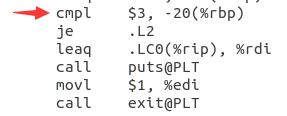 cmpl $3, -20(%rbp)
je .L2
leaq .LC0(%rip), %rdi
call puts@PLT
movl $1, %edi
call exit@PLT